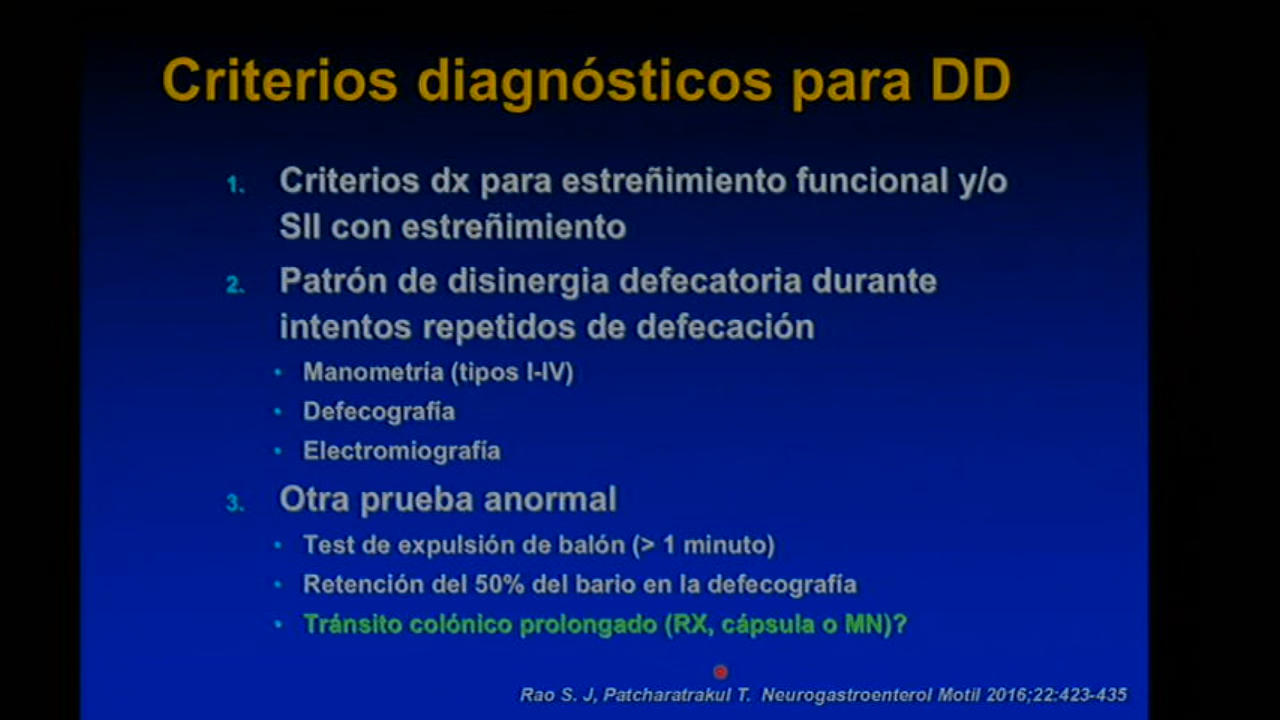 Criterios diagnósticos para DD
1. Criterios dx para estreñimiento funcional y/o
SII con estreñimiento
2. Patrón de disinergia defecatoria durante
intentos repetidos de defecación
• Manometría (tipos I-IV)
• Defecografía
• Electromiografía
3. Otra prueba anormal
• Test de expulsión de balón (> 1 minuto)
• Retención del 50% del bario en la defecografía
• Tránsito colónico prolongado (RX, cápsula o MN)?
Rao S. J, Patcharatrakul T. Neurogastroenterol Motil 2016;22:423-435